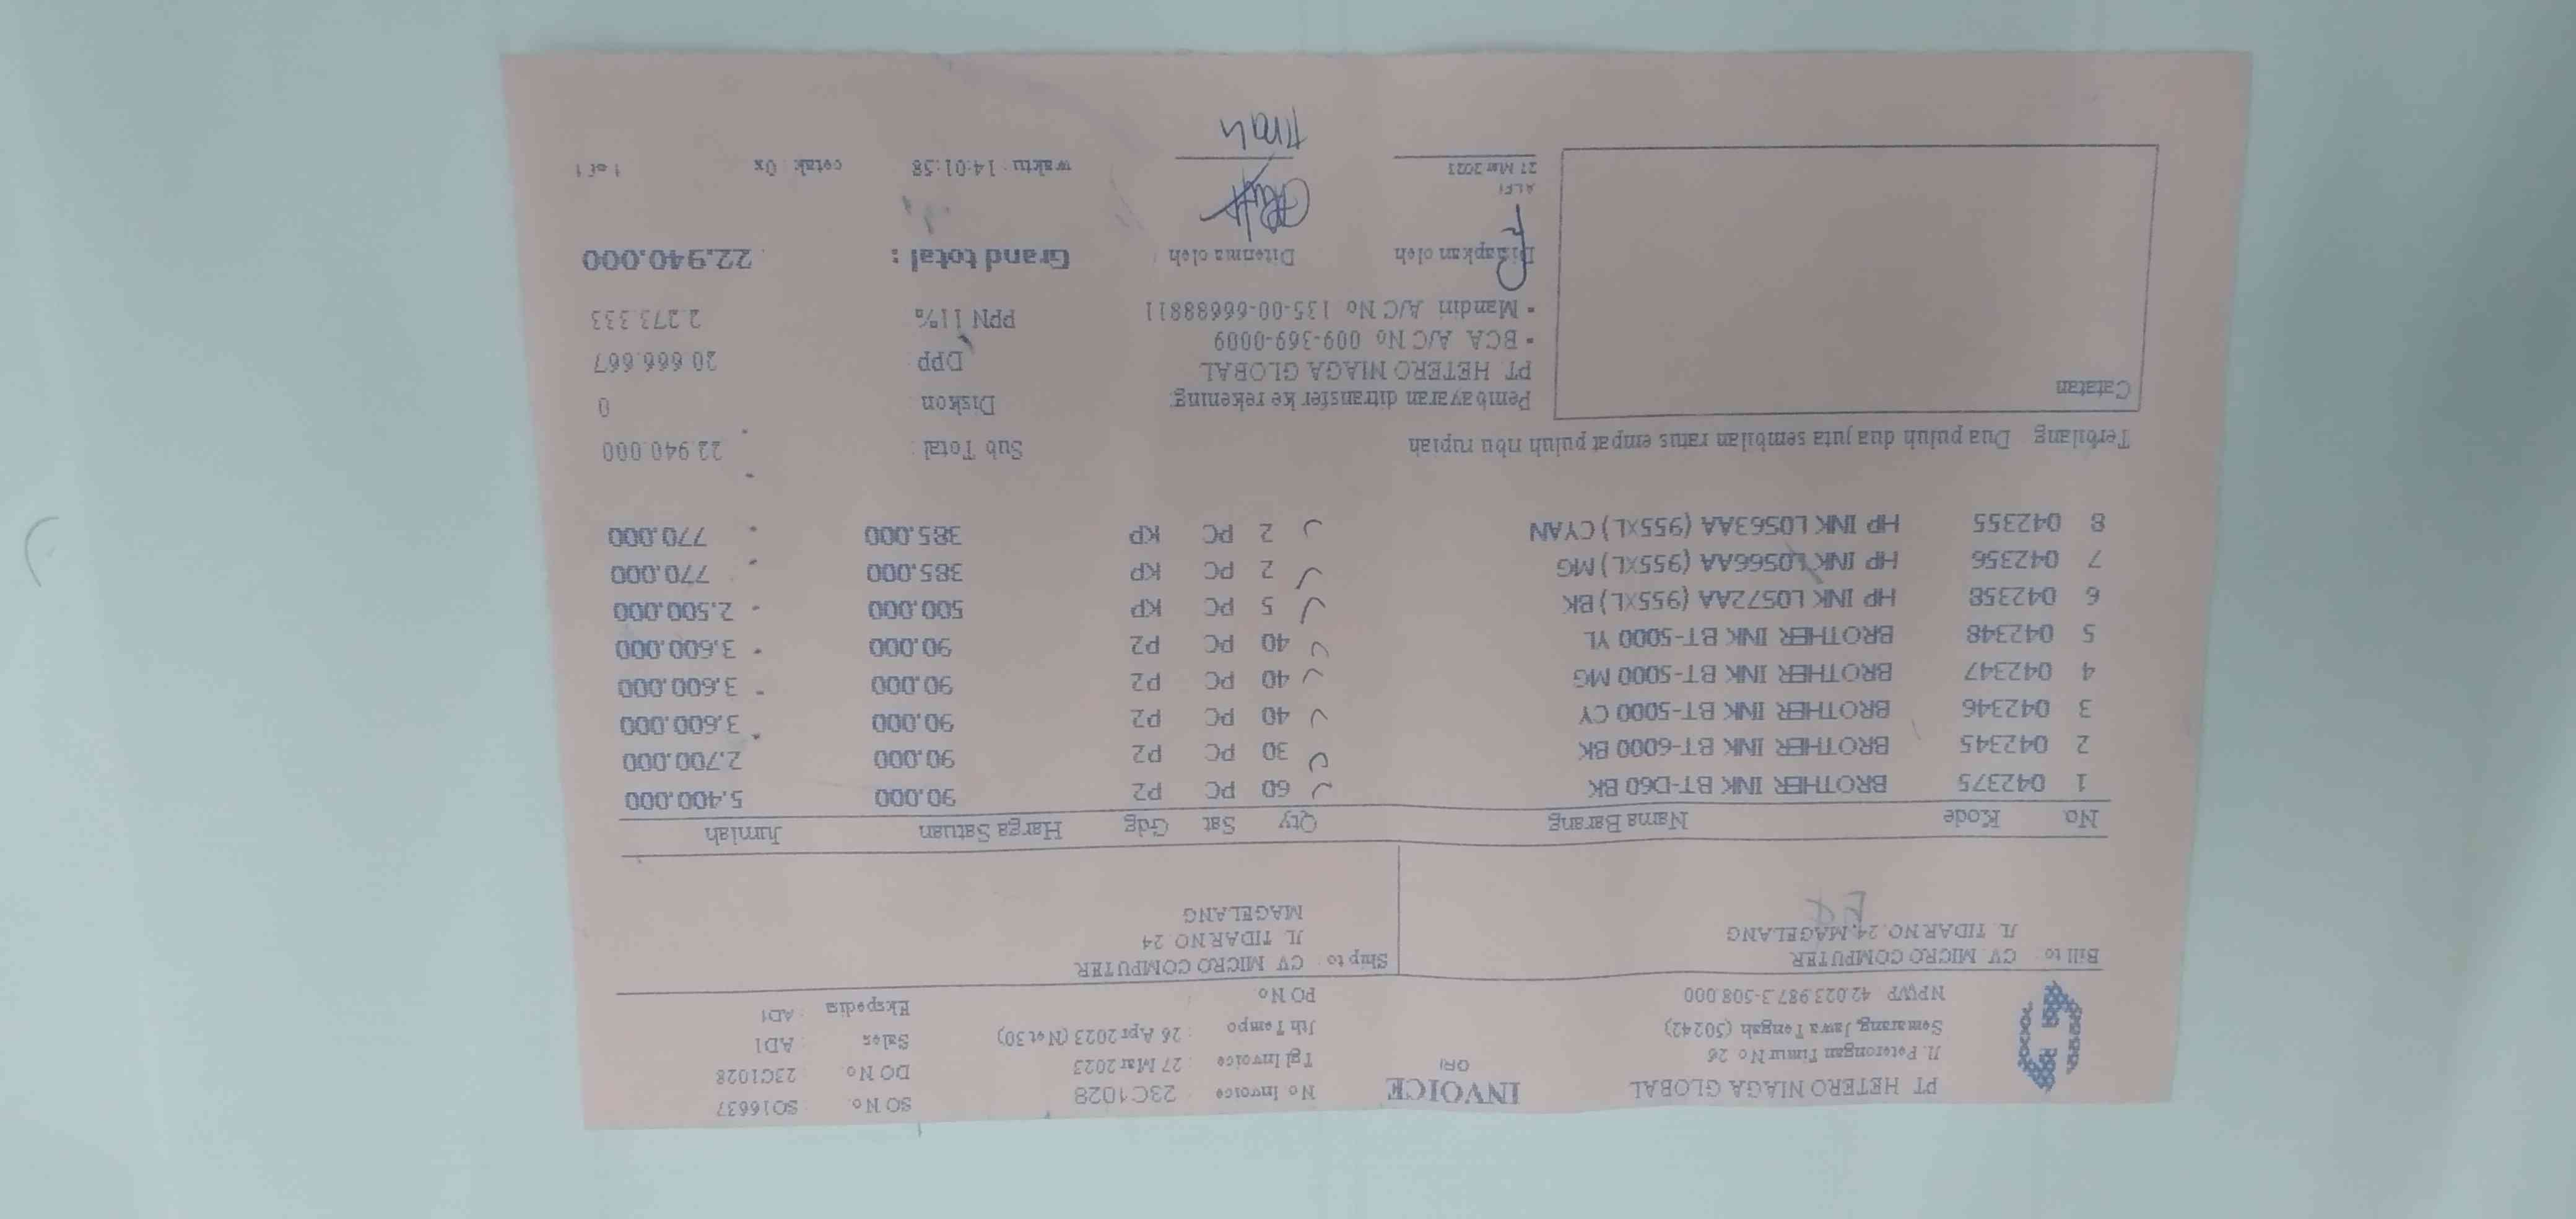 PT. HETERO NIAGA GLOBAL
Jl. Peterongan Timur No 26
Semarang, Jawa Tengah (50242)
NPWP 42.023.987.3-508.000
INVOICE
ORI
No Invoice : 23C1028
Tgl Invoice : 27 Mar 2023
Jth Tempo : 26 Apr 2023 (Net 30)
PO No.
SO No. : SO16637
DO No. : 23C1028
Sales : AD1
Ekspedisi : AD1
Bill to : CV. MICRO COMPUTER
JL. TIDAR NO. 24, MAGELANG
Ship to : CV. MICRO COMPUTER
JL. TIDAR NO. 24
MAGELANG
No. Kode Nama Barang Qty Sat Gdg Harga Satuan Jumlah
1 042375 BROTHER INK BT-D60 BK 60 PC P2 90.000 5.400.000
2 042345 BROTHER INK BT-6000 BK 30 PC P2 90.000 2.700.000
3 042346 BROTHER INK BT-5000 CY 40 PC P2 90.000 3.600.000
4 042347 BROTHER INK BT-5000 MG 40 PC P2 90.000 3.600.000
5 042348 BROTHER INK BT-5000 YL 40 PC P2 90.000 3.600.000
6 042358 HP INK L0S72AA (955XL) BK 5 PC KP 500.000 2.500.000
7 042356 HP INK L0S66AA (955XL) MG 2 PC KP 385.000 770.000
8 042355 HP INK L0S63AA (955XL) CYAN 2 PC KP 385.000 770.000
Terbilang Dua puluh dua juta sembilan ratus empat puluh ribu rupiah
Catatan
Pembayaran ditransfer ke rekening:
PT. HETERO NIAGA GLOBAL
• BCA A/C No. 009-369-0009
• Mandiri A/C No. 135-00-6668881 1
Sub Total : 22.940.000
Diskon : 0
DPP : 20.666.667
PPN 11% 2.273.333
Grand total : 22.940.000
Disiapkan oleh
ALFI
27 Mar 2023
Diterima oleh
waktu : 14:01:58 cetak : 0x 1 of 1